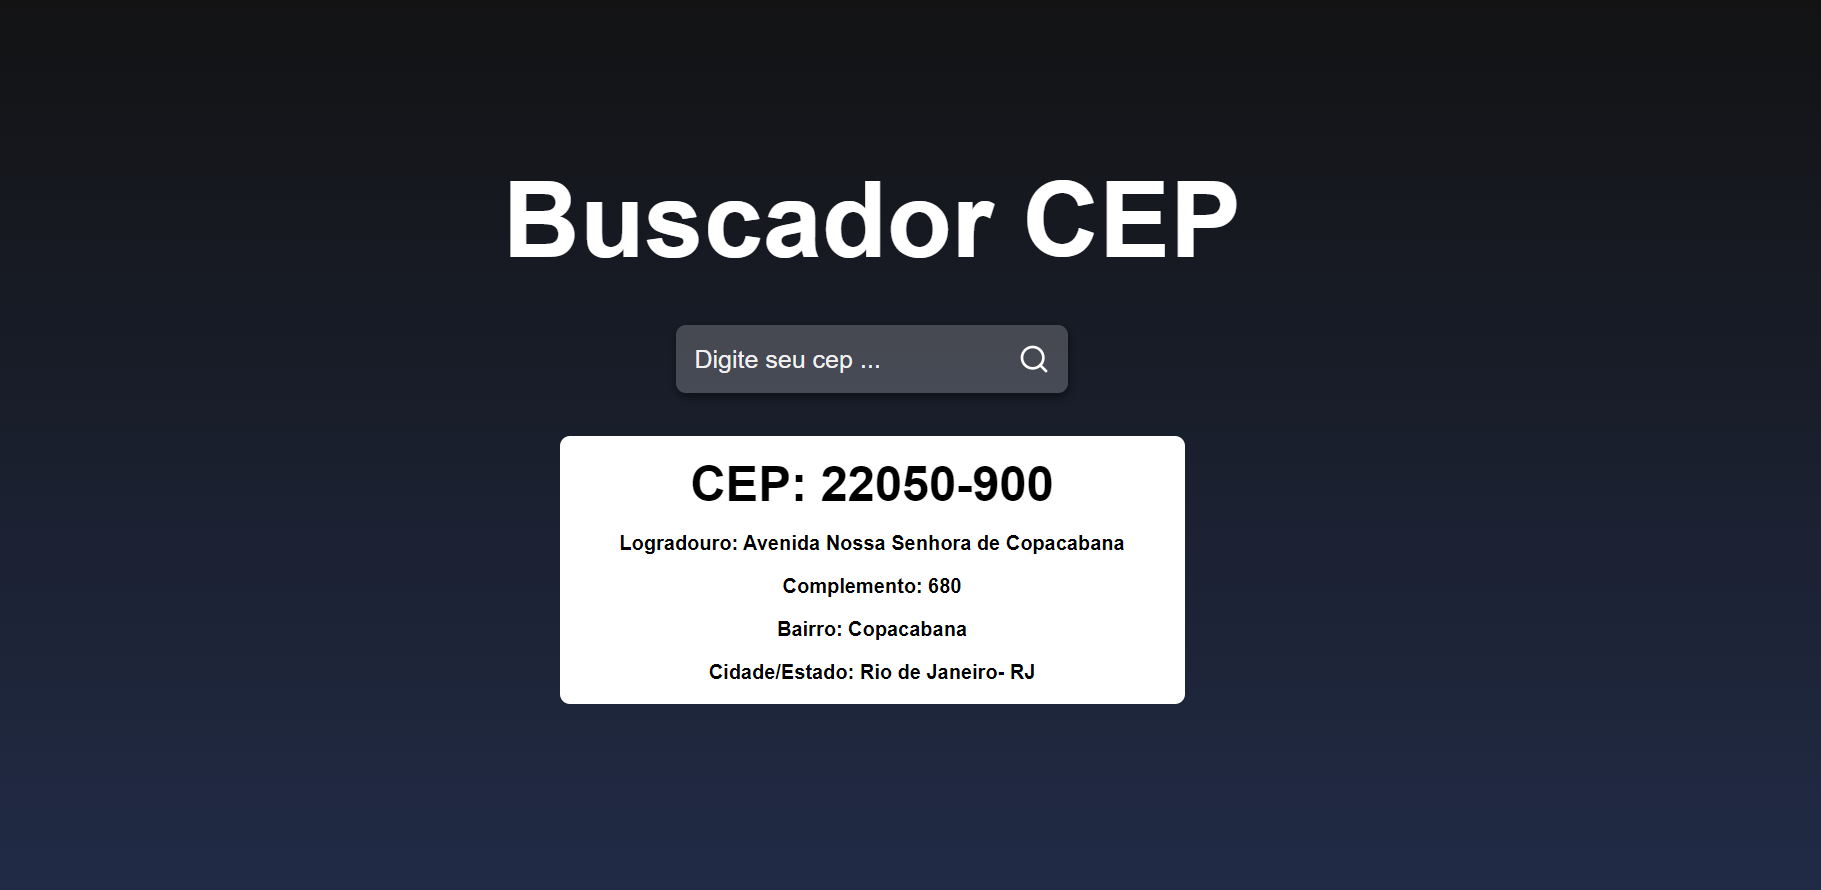 Buscador CEP
Digite seu cep ...
CEP: 22050-900
Logradouro: Avenida Nossa Senhora de Copacabana
Complemento: 680
Bairro: Copacabana
Cidade/Estado: Rio de Janeiro- RJ